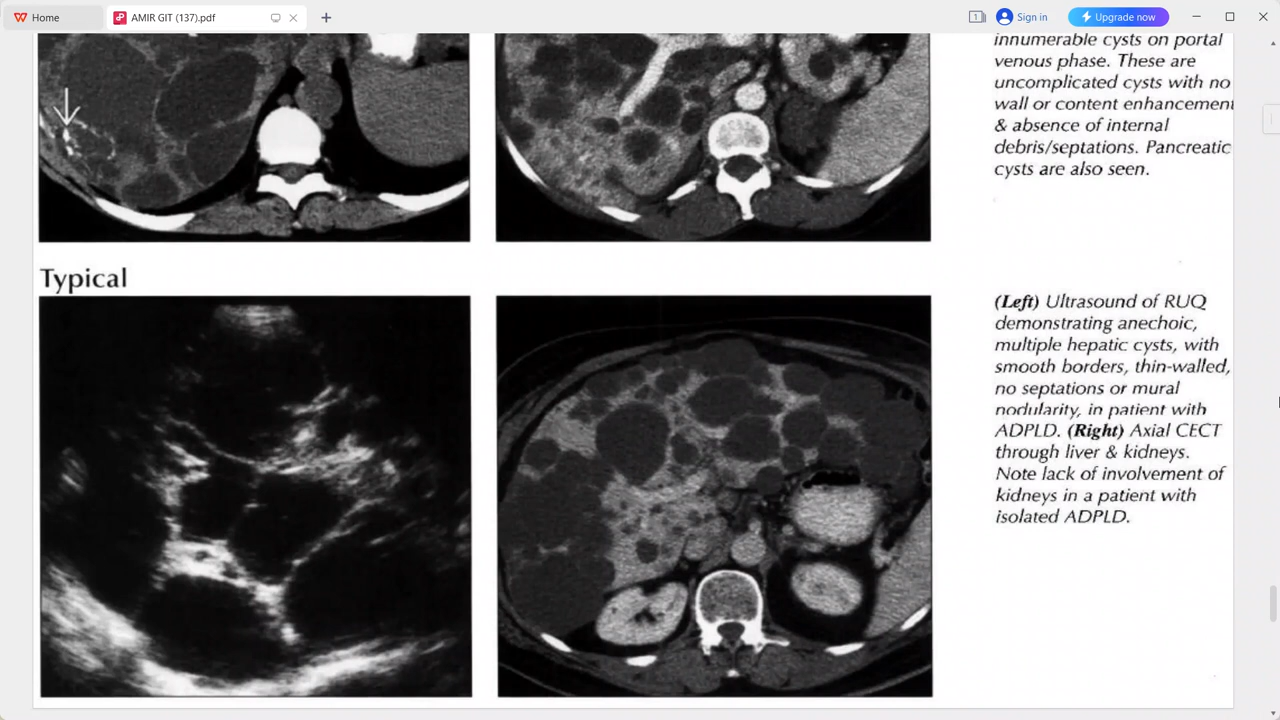 Home
AMIR GIT (137).pdf
1
Sign in
Upgrade now
innumerable cysts on portal
venous phase. These are
uncomplicated cysts with no
wall or content enhancement
& absence of internal
debris/septations. Pancreatic
cysts are also seen.
Typical
(Left) Ultrasound of RUQ
demonstrating anechoic,
multiple hepatic cysts, with
smooth borders, thin-walled,
no septations or mural
nodularity, in patient with
ADPLD. (Right) Axial CECT
through liver & kidneys.
Note lack of involvement of
kidneys in a patient with
isolated ADPLD.